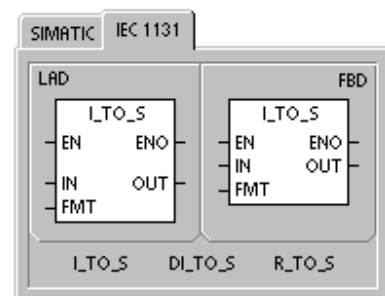 SIMATIC IEC 1131
LAD FBD
I_TO_S I_TO_S
EN ENO EN ENO
IN OUT IN OUT
FMT FMT
I_TO_S DI_TO_S R_TO_S